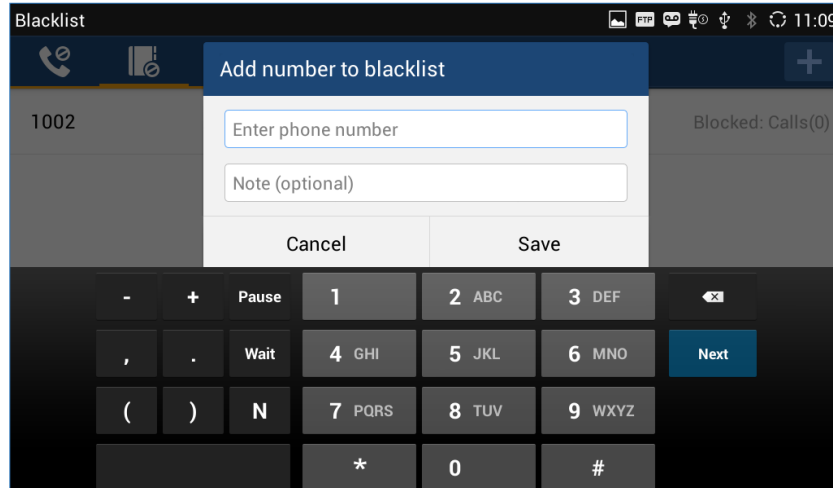 Blacklist FTP 11:09
Add number to blacklist
1002 Enter phone number Blocked: Calls(0)
Note (optional)
Cancel Save
- + Pause 1 2 ABC 3 DEF
, . Wait 4 GHI 5 JKL 6 MNO Next
( ) N 7 PQRS 8 TUV 9 WXYZ
* 0 #